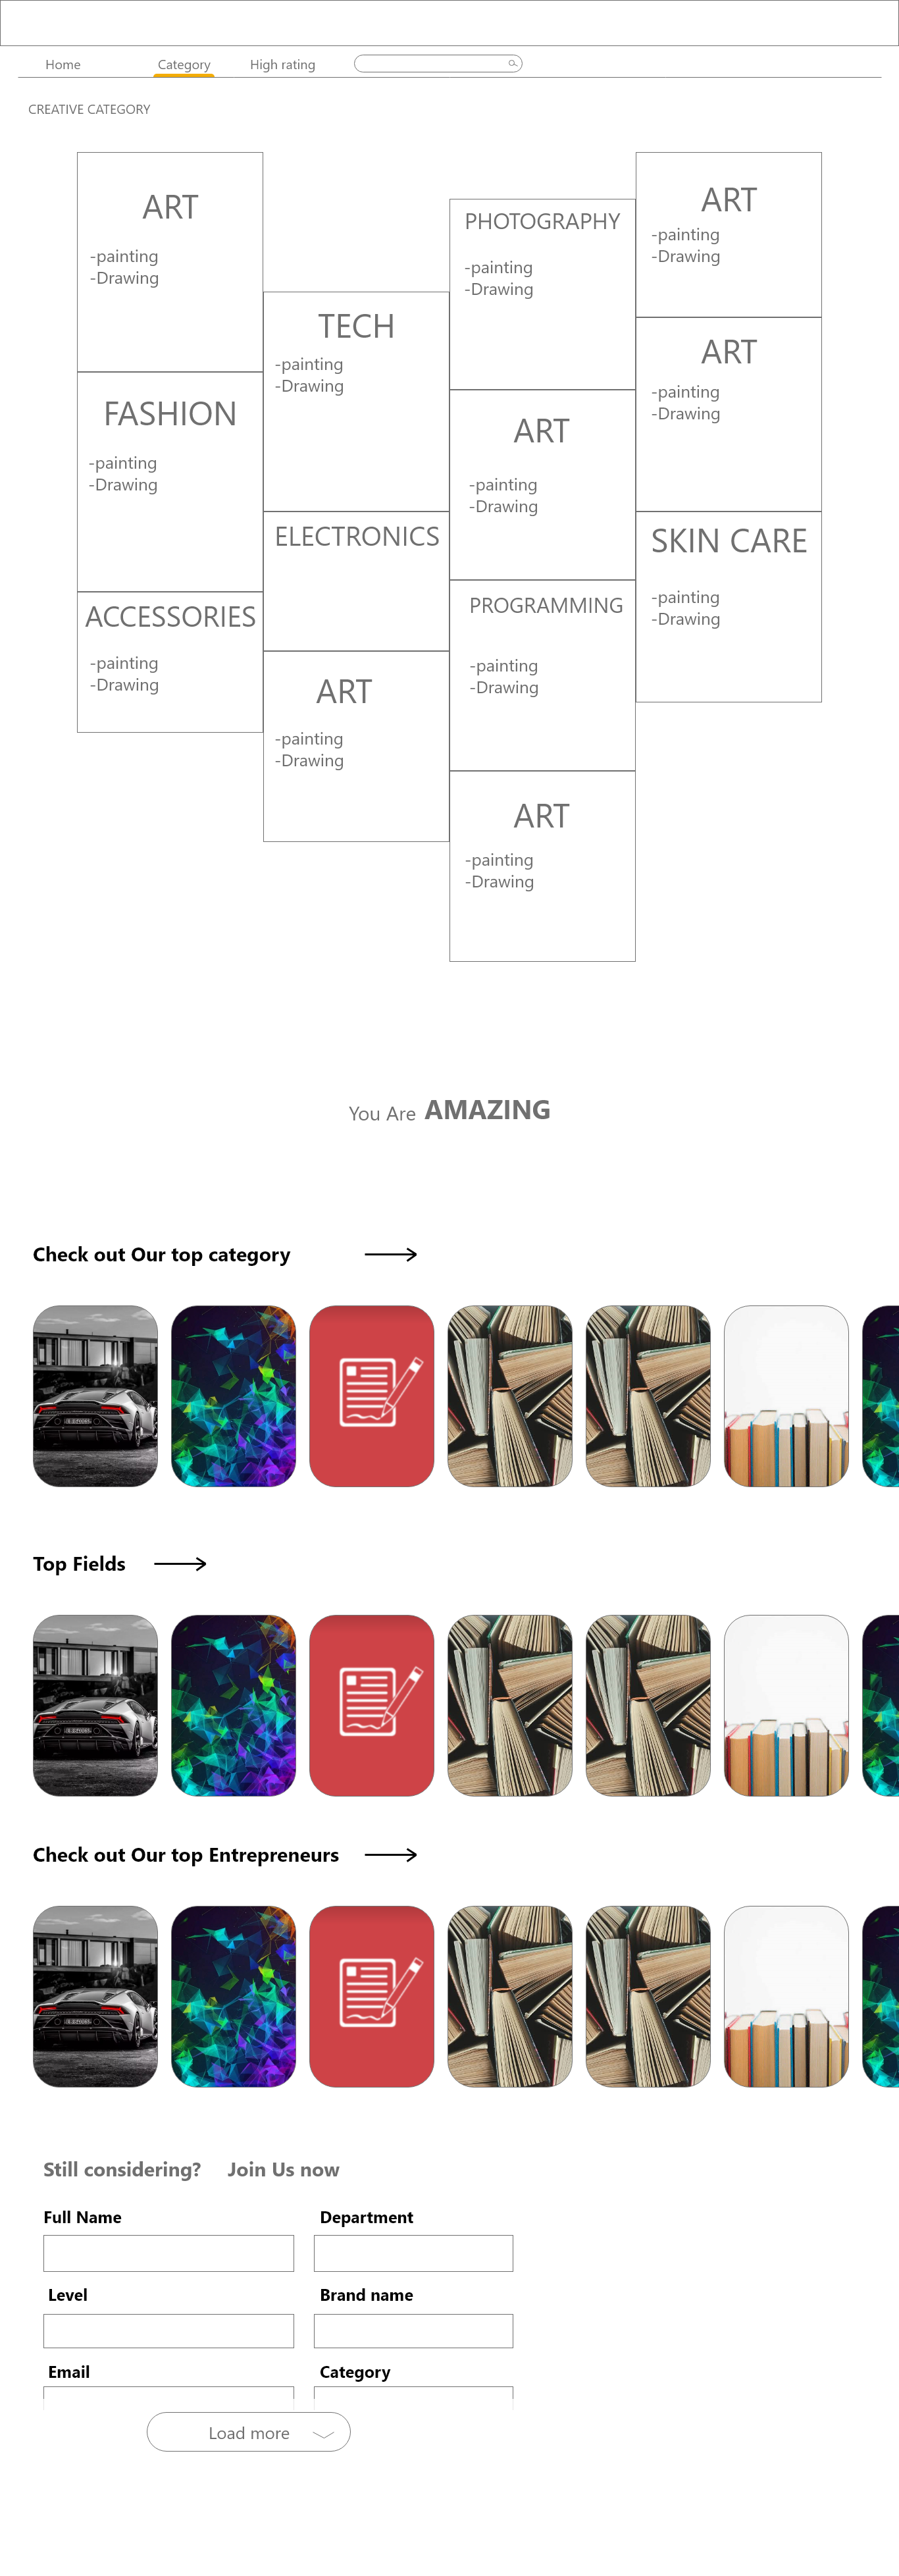 Home
Category
High rating
CREATIVE CATEGORY
ART
-painting
-Drawing
FASHION
-painting
-Drawing
ACCESSORIES
-painting
-Drawing
TECH
-painting
-Drawing
ELECTRONICS
ART
-painting
-Drawing
PHOTOGRAPHY
-painting
-Drawing
ART
-painting
-Drawing
PROGRAMMING
-painting
-Drawing
ART
-painting
-Drawing
ART
-painting
-Drawing
ART
-painting
-Drawing
SKIN CARE
-painting
-Drawing
You Are AMAZING
Check out Our top category
Top Fields
Check out Our top Entrepreneurs
Still considering? Join Us now
Full Name
Department
Level
Brand name
Email
Category
Load more